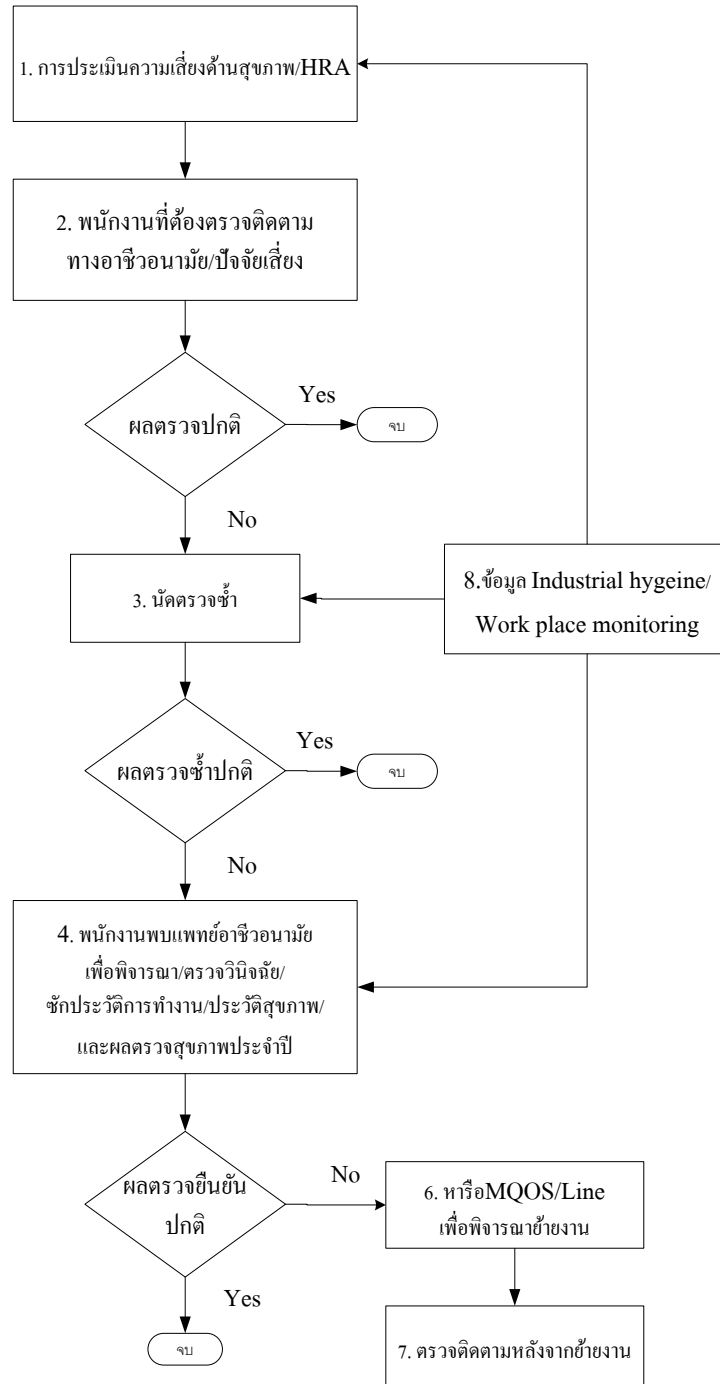 1. การประเมินความเสี่ยงด้านสุขภาพ/HRA
2. พนักงานที่ต้องตรวจติดตาม
ทางอาชีวอนามัย/ปัจจัยเสี่ยง
ผลตรวจปกติ
Yes
จบ
No
3. นัดตรวจซ้ำ
8.ข้อมูล Industrial hygeine/
Work place monitoring
ผลตรวจซ้ำปกติ
Yes
จบ
No
4. พนักงานพบแพทย์อาชีวอนามัย
เพื่อพิจารณา/ตรวจวินิจฉัย/
ซักประวัติการทำงาน/ประวัติสุขภาพ/
และผลตรวจสุขภาพประจำปี
ผลตรวจยืนยัน
ปกติ
No
6. หารือMQOS/Line
เพื่อพิจารณาย้ายงาน
Yes
จบ
7. ตรวจติดตามหลังจากย้ายงาน